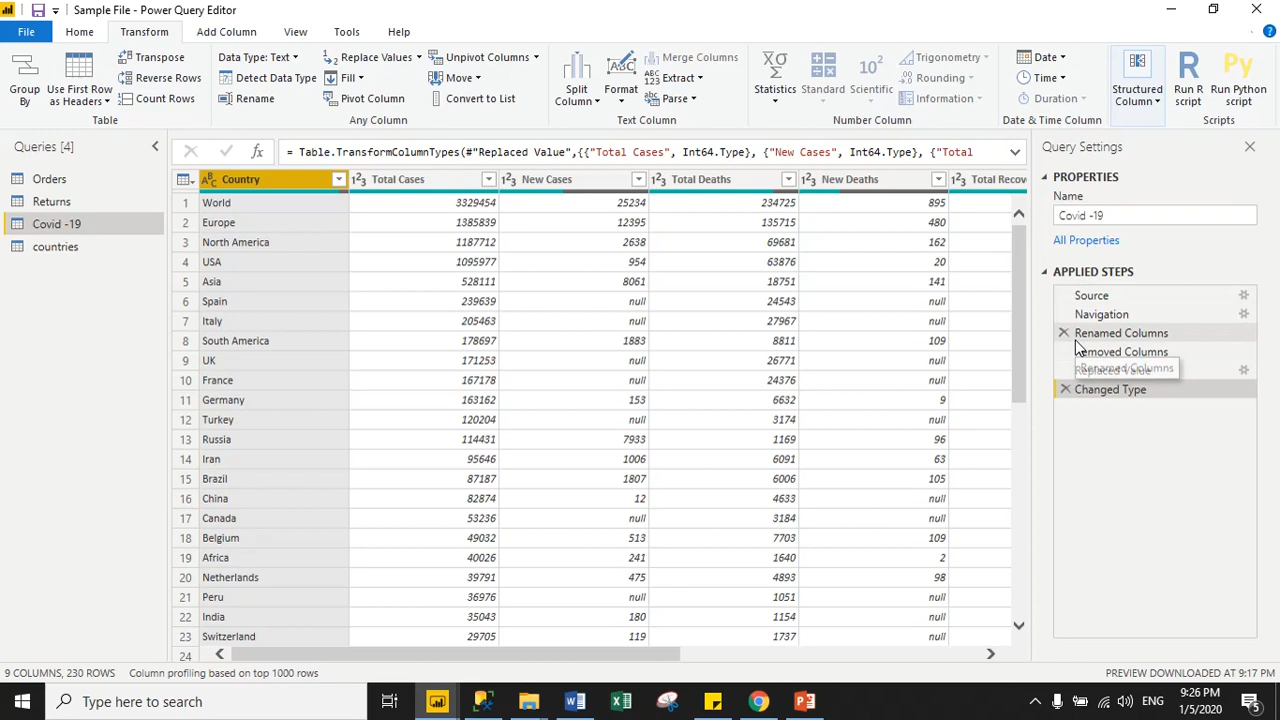 Sample File - Power Query Editor
File Home Transform Add Column View Tools Help
Group By
Use First Row as Headers
Transpose
Reverse Rows
Count Rows
Table
Data Type: Text
Detect Data Type
Rename
Replace Values
Fill
Pivot Column
Unpivot Columns
Move
Convert to List
Any Column
Split Column
Format
Merge Columns
Extract
Parse
Text Column
Statistics
Standard
Scientific
Trigonometry
Rounding
Information
Number Column
Date
Time
Duration
Date & Time Column
Structured Column
Run R script
Run Python script
Scripts
Queries [4]
Orders
Returns
Covid -19
countries
= Table.TransformColumnTypes(#"Replaced Value",{{"Total Cases", Int64.Type}, {"New Cases", Int64.Type}, {"Total
Country Total Cases New Cases Total Deaths New Deaths Total Recov
1 World 3329454 25234 234725 895
2 Europe 1385839 12395 135715 480
3 North America 1187712 2638 69681 162
4 USA 1095977 954 63876 20
5 Asia 528111 8061 18751 141
6 Spain 239639 null 24543 null
7 Italy 205463 null 27967 null
8 South America 178697 1883 8811 109
9 UK 171253 null 26771 null
10 France 167178 null 24376 null
11 Germany 163162 153 6632 9
12 Turkey 120204 null 3174 null
13 Russia 114431 7933 1169 96
14 Iran 95646 1006 6091 63
15 Brazil 87187 1807 6006 105
16 China 82874 12 4633 null
17 Canada 53236 null 3184 null
18 Belgium 49032 513 7703 109
19 Africa 40026 241 1640 2
20 Netherlands 39791 475 4893 98
21 Peru 36976 null 1051 null
22 India 35043 180 1154 null
23 Switzerland 29705 119 1737 null
24
Query Settings
PROPERTIES
Name
Covid -19
All Properties
APPLIED STEPS
Source
Navigation
Renamed Columns
Removed Columns
Replaced Value
Renamed Columns
Changed Type
9 COLUMNS, 230 ROWS Column profiling based on top 1000 rows PREVIEW DOWNLOADED AT 9:17 PM
Type here to search
ENG
9:26 PM
1/5/2020
5